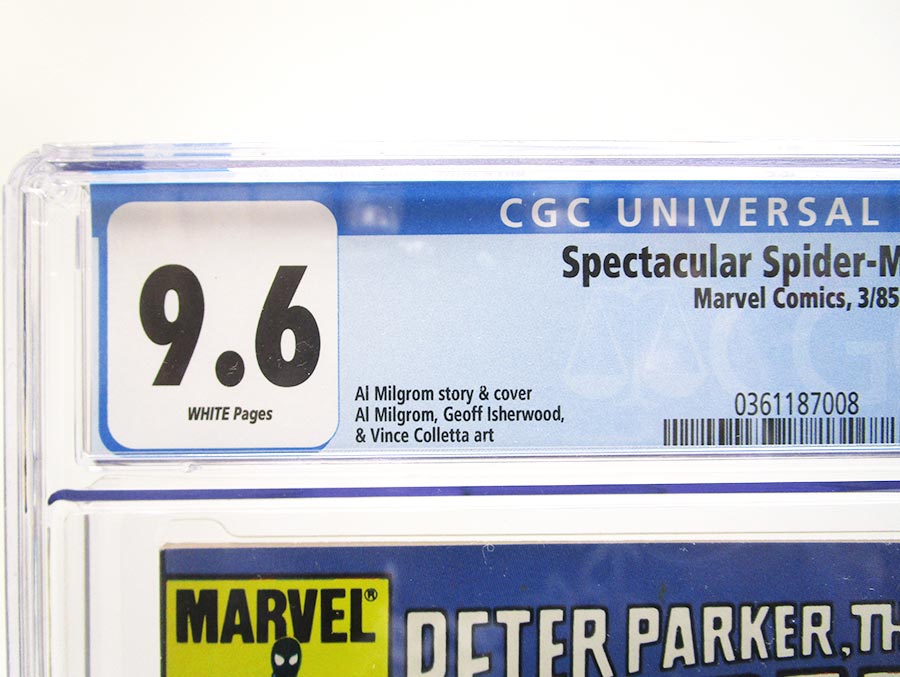 CGC UNIVERSAL
9.6
WHITE Pages
Spectacular Spider-M
Marvel Comics, 3/85
Al Milgrom story & cover
Al Milgrom, Geoff Isherwood,
& Vince Colletta art
CG
0361187008
MARVEL®
PETER PARKER, TH